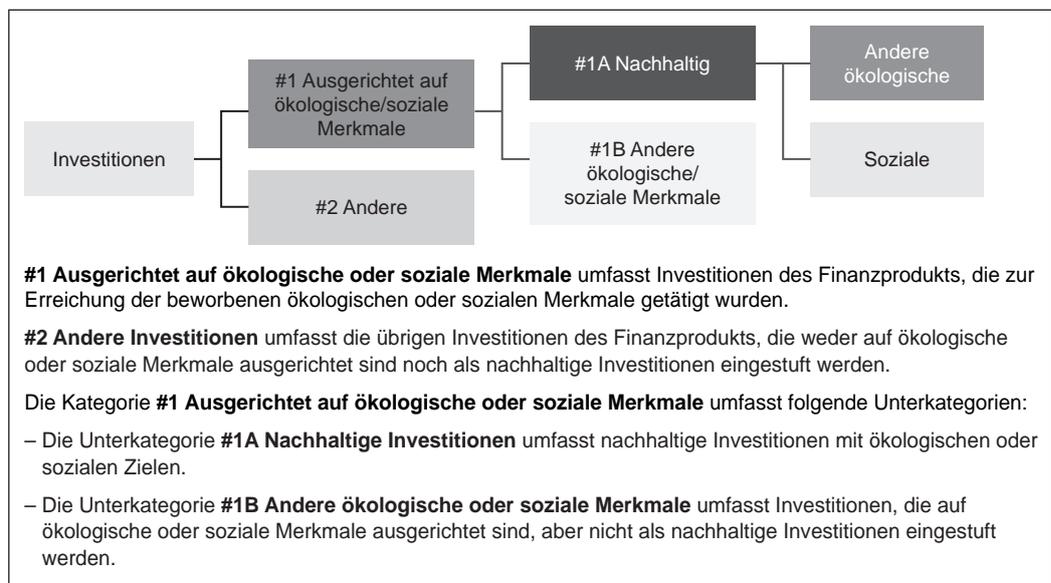 Investitionen
#1 Ausgerichtet auf
ökologische/soziale
Merkmale
#2 Andere
#1A Nachhaltig
#1B Andere
ökologische/
soziale Merkmale
Andere
ökologische
Soziale
#1 Ausgerichtet auf ökologische oder soziale Merkmale umfasst Investitionen des Finanzprodukts, die zur
Erreichung der beworbenen ökologischen oder sozialen Merkmale getätigt wurden.
#2 Andere Investitionen umfasst die übrigen Investitionen des Finanzprodukts, die weder auf ökologische
oder soziale Merkmale ausgerichtet sind noch als nachhaltige Investitionen eingestuft werden.
Die Kategorie #1 Ausgerichtet auf ökologische oder soziale Merkmale umfasst folgende Unterkategorien:
– Die Unterkategorie #1A Nachhaltige Investitionen umfasst nachhaltige Investitionen mit ökologischen oder
sozialen Zielen.
– Die Unterkategorie #1B Andere ökologische oder soziale Merkmale umfasst Investitionen, die auf
ökologische oder soziale Merkmale ausgerichtet sind, aber nicht als nachhaltige Investitionen eingestuft
werden.